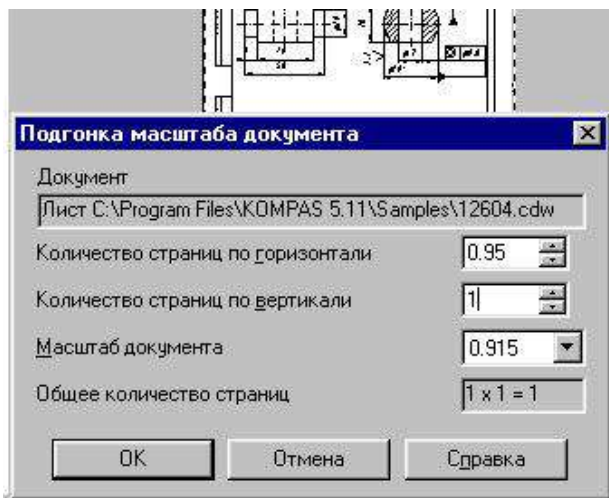 Подгонка масштаба документа
Документ
Лист C:\Program Files\KOMPAS 5.11\Samples\12604.cdw
Количество страниц по горизонтали 0.95
Количество страниц по вертикали 1
Масштаб документа 0.915
Общее количество страниц 1 x 1 = 1
OK Отмена Справка